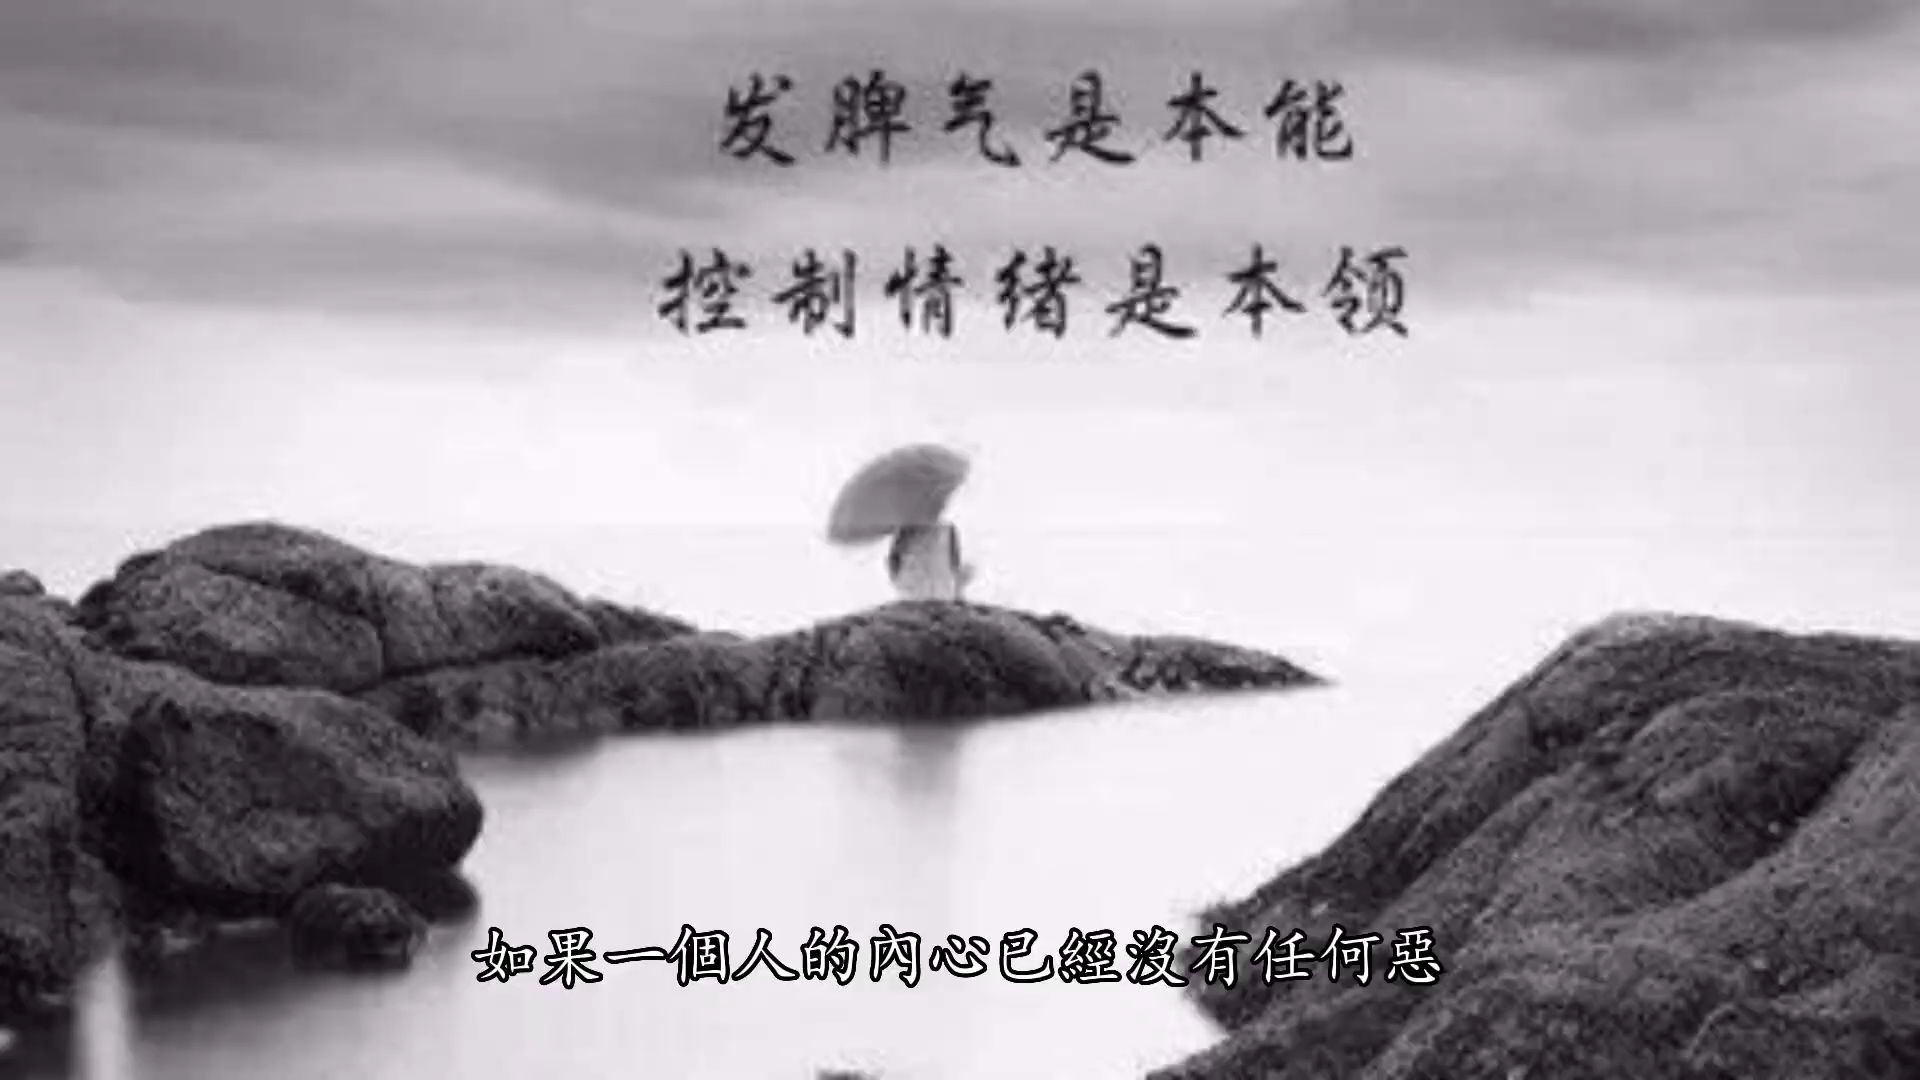 发脾气是本能
控制情绪是本领
如果一個人的內心已經沒有任何惡